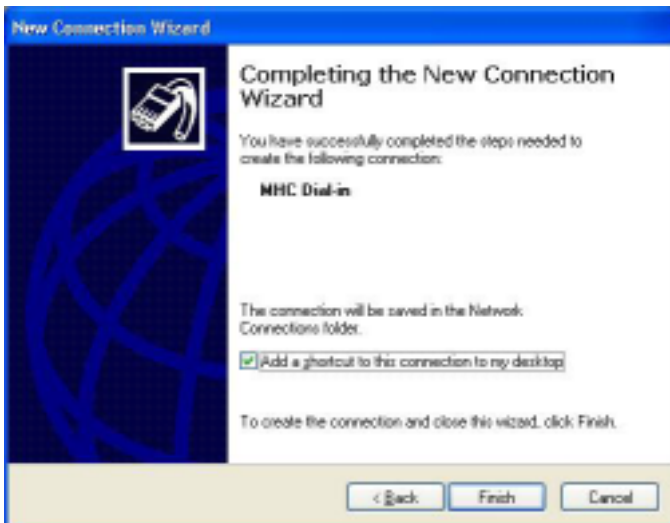 New Connection Wizard
Completing the New Connection
Wizard
You have successfully completed the steps needed to
create the following connection:
MHC Dial-in
The connection will be saved in the Network
Connections folder.
Add a shortcut to this connection to my desktop
To create the connection and close this wizard, click Finish.
< Back Finish Cancel